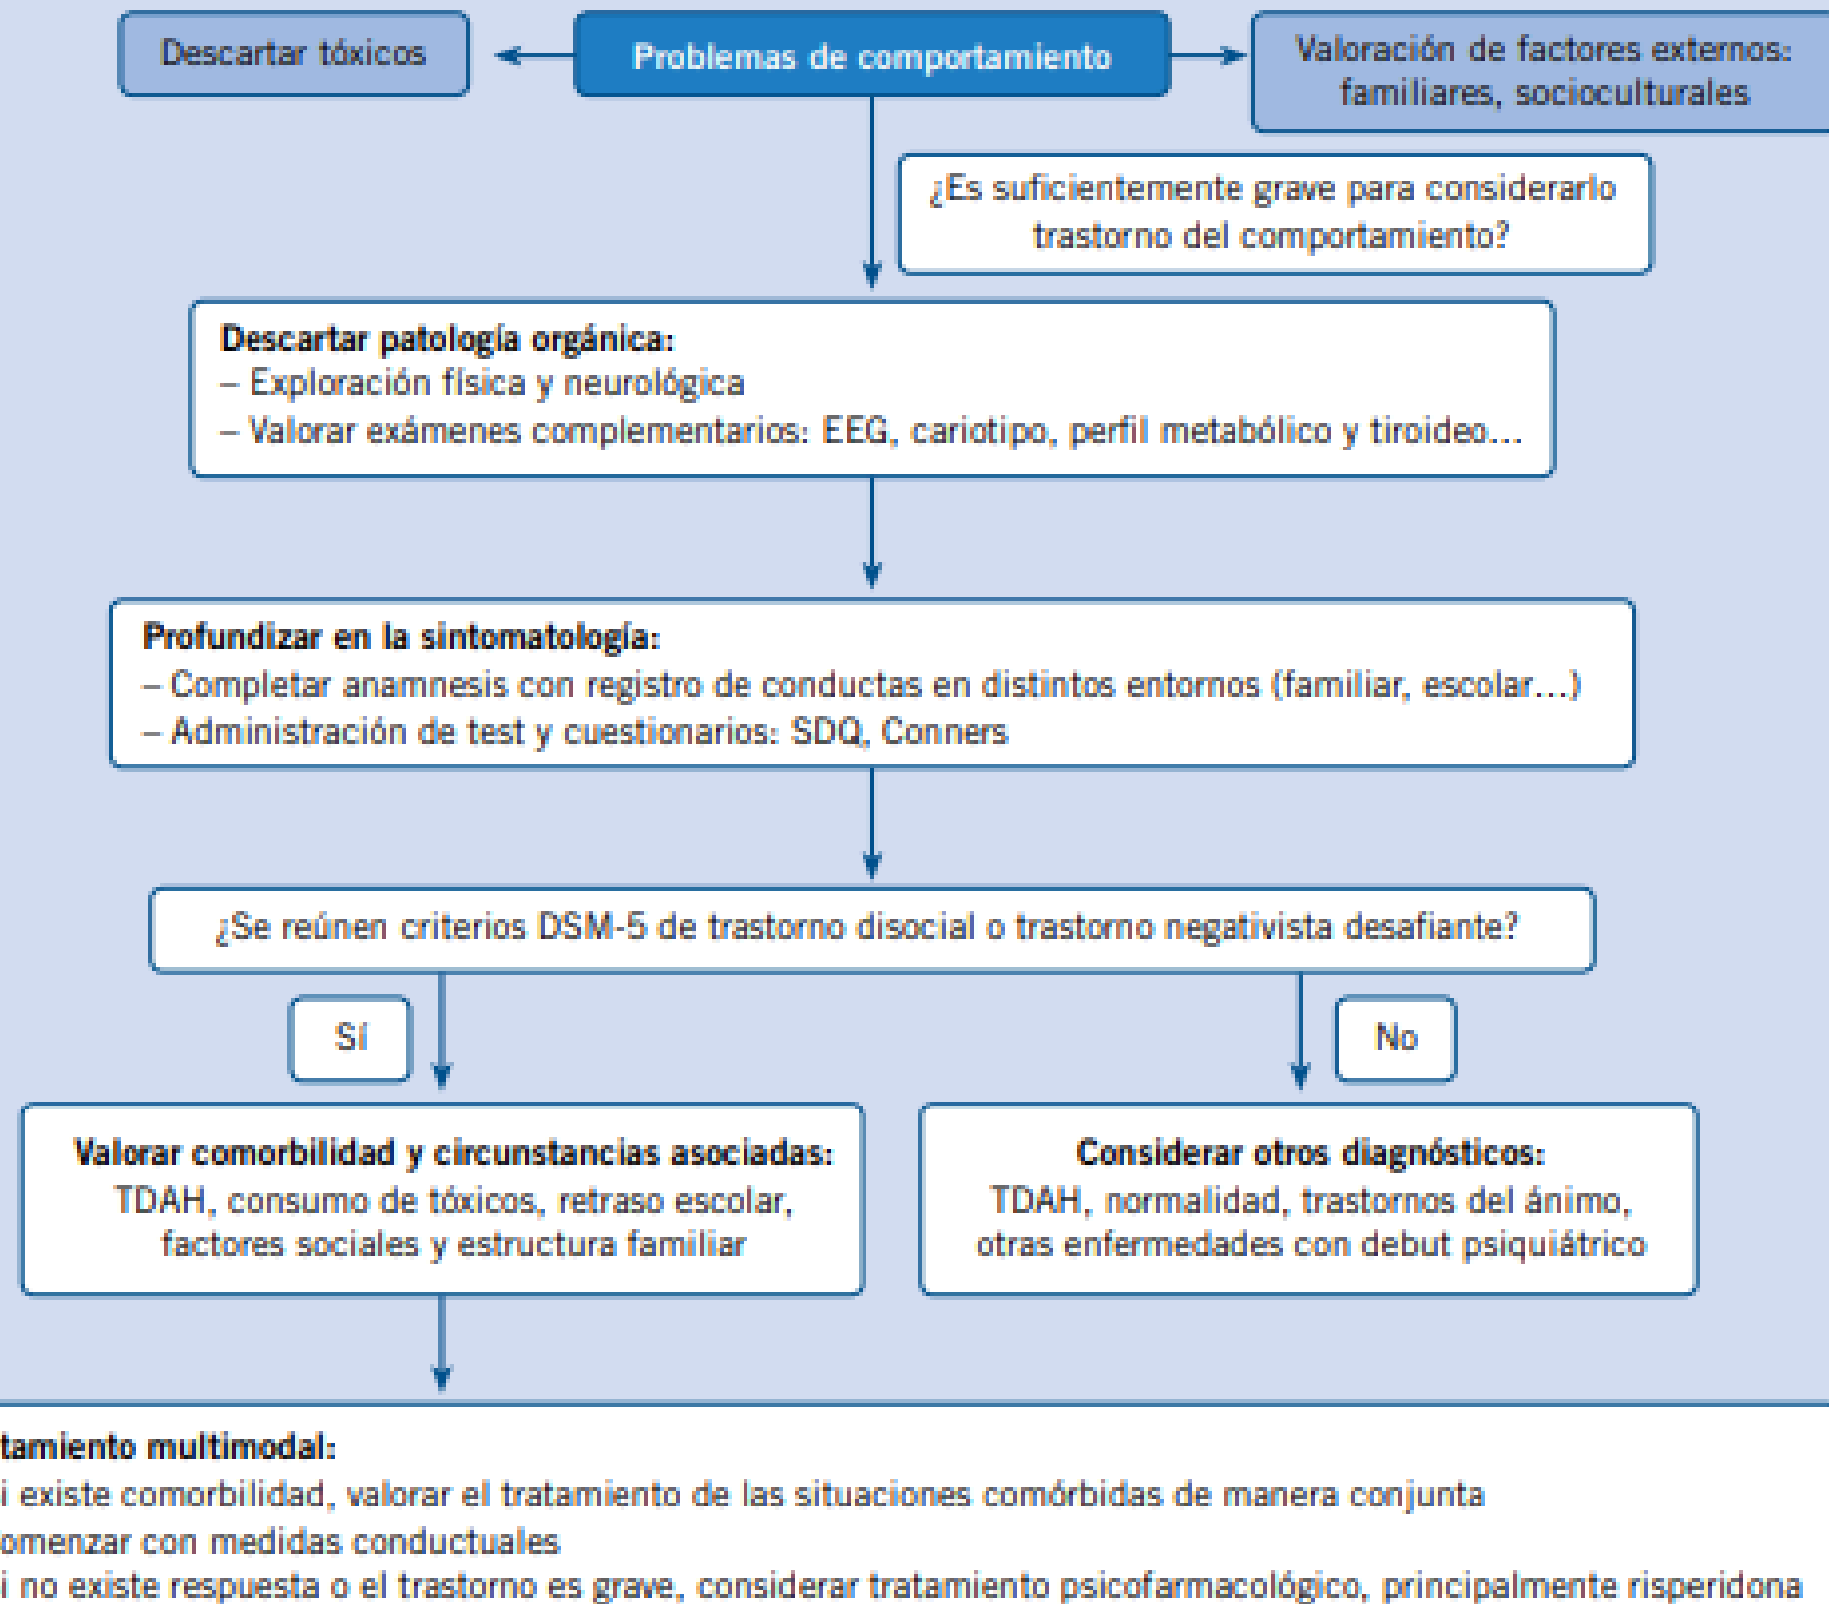 Descartar tóxicos
Problemas de comportamiento
Valoración de factores externos:
familiares, socioculturales
¿Es suficientemente grave para considerarlo
trastorno del comportamiento?
Descartar patología orgánica:
– Exploración física y neurológica
– Valorar exámenes complementarios: EEG, cariotipo, perfil metabólico y tiroideo...
Profundizar en la sintomatología:
– Completar anamnesis con registro de conductas en distintos entornos (familiar, escolar...)
– Administración de test y cuestionarios: SDQ, Conners
¿Se reúnen criterios DSM-5 de trastorno disocial o trastorno negativista desafiante?
Sí
No
Valorar comorbilidad y circunstancias asociadas:
TDAH, consumo de tóxicos, retraso escolar,
factores sociales y estructura familiar
Considerar otros diagnósticos:
TDAH, normalidad, trastornos del ánimo,
otras enfermedades con debut psiquiátrico
tamiento multimodal:
i existe comorbilidad, valorar el tratamiento de las situaciones comórbidas de manera conjunta
omenzar con medidas conductuales
i no existe respuesta o el trastorno es grave, considerar tratamiento psicofarmacológico, principalmente risperidona